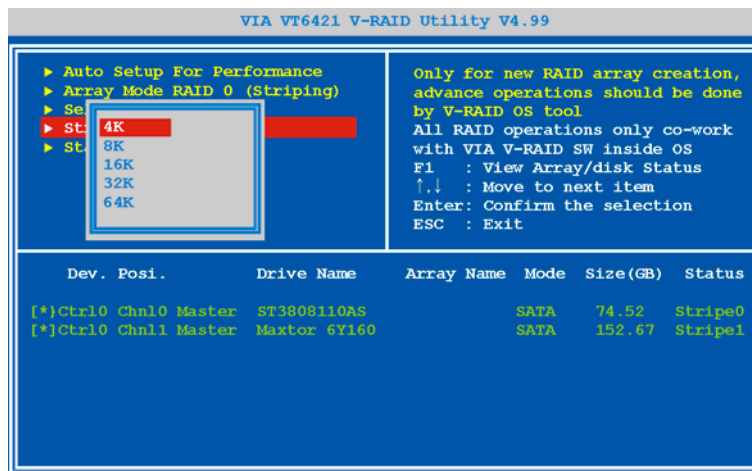 VIA VT6421 V-RAID Utility V4.99
Auto Setup For Performance
Array Mode RAID 0 (Striping)
Se
St
St
4K
8K
16K
32K
64K
Only for new RAID array creation,
advance operations should be done
by V-RAID OS tool
All RAID operations only co-work
with VIA V-RAID SW inside OS
F1 : View Array/disk Status
↑.↓ : Move to next item
Enter: Confirm the selection
ESC : Exit
Dev. Posi. Drive Name Array Name Mode Size(GB) Status
[*}Ctrl0 Chnl0 Master ST3808110AS SATA 74.52 Stripe0
[*]Ctrl0 Chnl1 Master Maxtor 6Y160 SATA 152.67 Stripe1